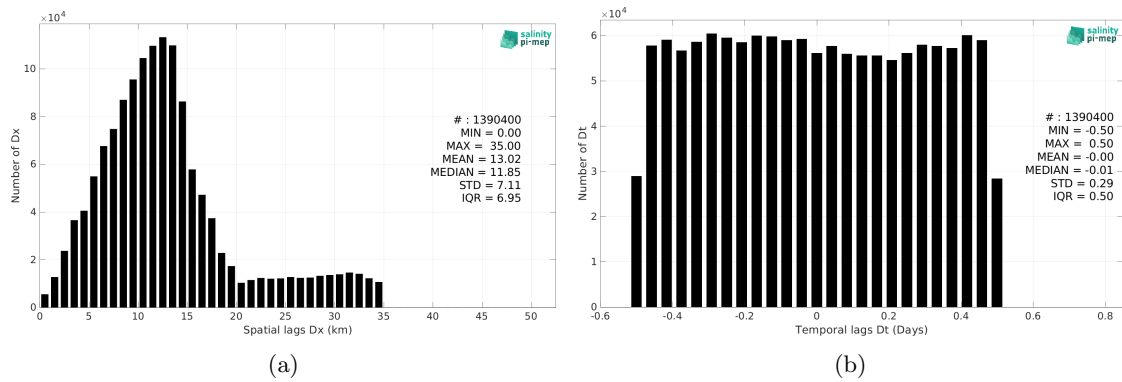 ×10⁴
10
8
6
4
2
0
Number of Dx
0 5 10 15 20 25 30 35 40 45 50
Spatial lags Dx (km)
salinity
pi-mep
# : 1390400
MIN = 0.00
MAX = 35.00
MEAN = 13.02
MEDIAN = 11.85
STD = 7.11
IQR = 6.95
(a)
×10⁴
6
5
4
3
2
1
0
Number of Dt
-0.6 -0.4 -0.2 0 0.2 0.4 0.6 0.8
Temporal lags Dt (Days)
salinity
pi-mep
# : 1390400
MIN = -0.50
MAX = 0.50
MEAN = -0.00
MEDIAN = -0.01
STD = 0.29
IQR = 0.50
(b)